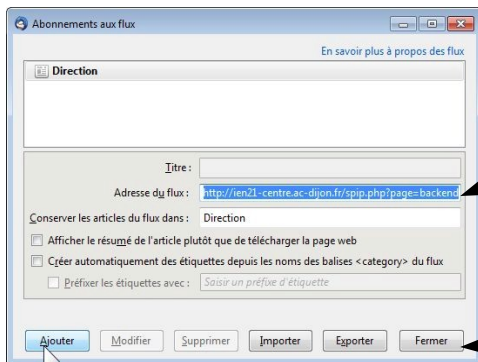 Abonnements aux flux
En savoir plus à propos des flux
Direction
Titre :
Adresse du flux : http://ien21-centre.ac-dijon.fr/spip.php?page=backend
Conserver les articles du flux dans : Direction
Afficher le résumé de l'article plutôt que de télécharger la page web
Créer automatiquement des étiquettes depuis les noms des balises <category> du flux
Préfixer les étiquettes avec : Saisir un préfixe d'étiquette
Ajouter Modifier Supprimer Importer Exporter Fermer